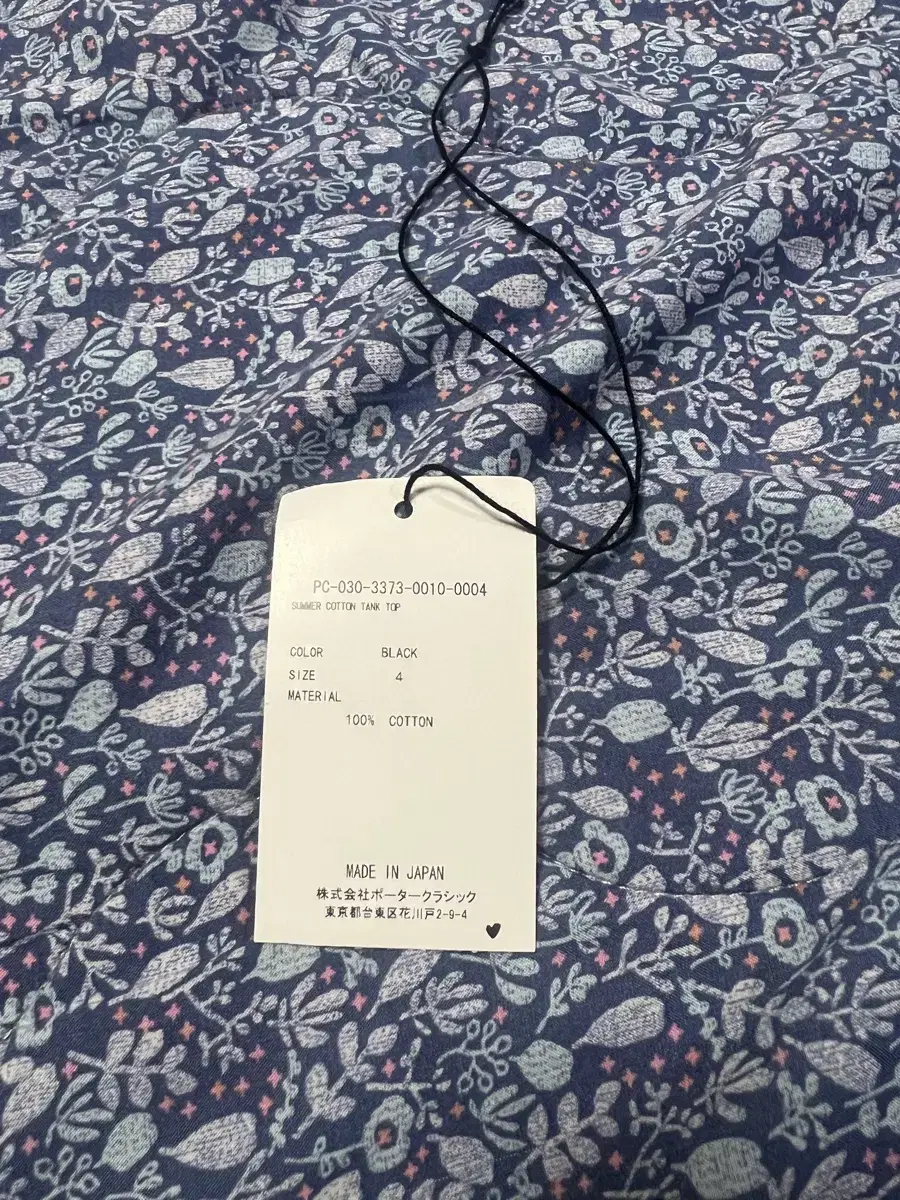 PC-030-3373-0010-0004
SUMMER COTTON TANK TOP
COLOR BLACK
SIZE 4
MATERIAL
100% COTTON
MADE IN JAPAN
株式会社ポータークラシック
東京都台東区花川戸2-9-4